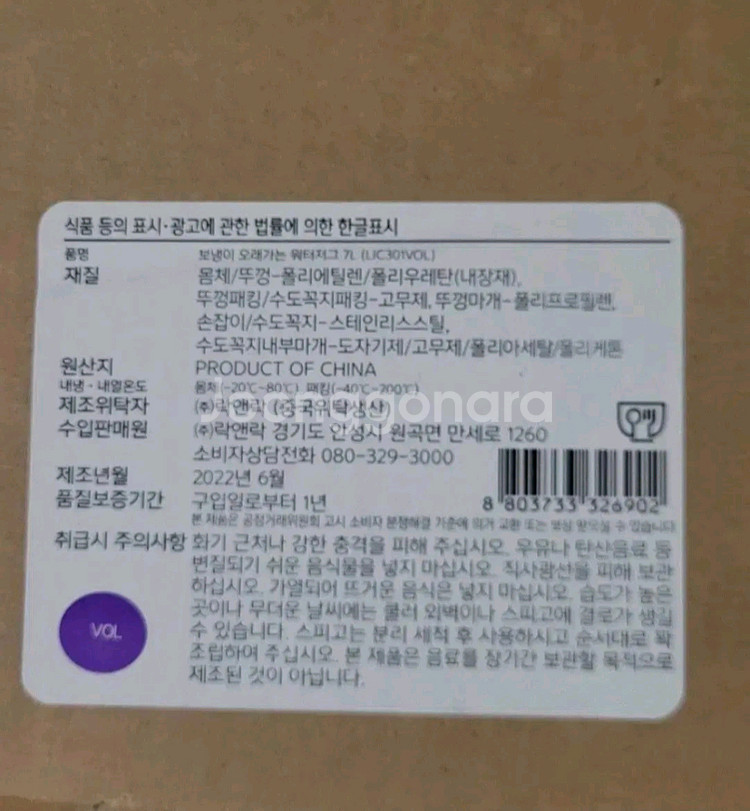 식품 등의 표시·광고에 관한 법률에 의한 한글표시
품명 보냉이 오래가는 워터저그 7L (LJC301VOL)
재질 몸체/뚜껑-폴리에틸렌/폴리우레탄(내장재),
뚜껑패킹/수도꼭지패킹-고무제, 뚜껑마개-폴리프로필렌,
손잡이/수도꼭지-스테인리스스틸,
수도꼭지내부마개-도자기제/고무제/폴리아세탈/폴리케톤
원산지 PRODUCT OF CHINA
내냉·내열온도 몸체(-20℃~80℃) 패킹(-40℃~200℃)
제조위탁자 ㈜락앤락 (중국위탁생산)
joonggonara
수입판매원 ㈜락앤락 경기도 안성시 원곡면 만세로 1260
소비자상담전화 080-329-3000
제조년월 2022년 6월
8 803733 326902
품질보증기간 구입일로부터 1년
본 제품은 공정거래위원회 고시 소비자 분쟁해결 기준에 의거 교환 또는 보상 받으실 수 있습니다.
취급시 주의사항 화기 근처나 강한 충격을 피해 주십시오. 우유나 탄산음료 등
변질되기 쉬운 음식물을 넣지 마십시오. 직사광선을 피해 보관
하십시오. 가열되어 뜨거운 음식은 넣지 마십시오. 습도가 높은
곳이나 무더운 날씨에는 쿨러 외벽이나 스피고에 결로가 생길
수 있습니다. 스피고는 분리 세척 후 사용하시고 순서대로 꽉
조립하여 주십시오. 본 제품은 음료를 장기간 보관할 목적으로
제조된 것이 아닙니다.
VOL